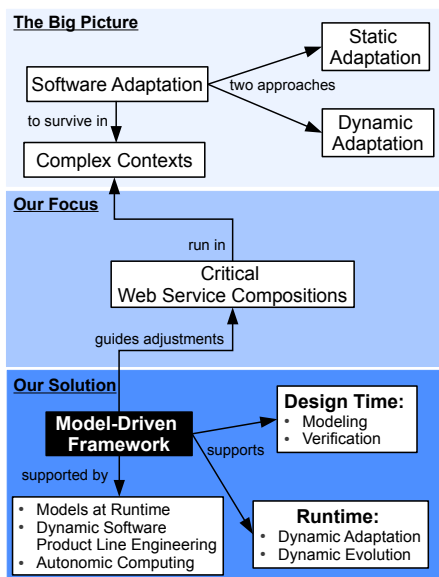 The Big Picture
Static
Adaptation
Software Adaptation
two approaches
to survive in
Dynamic
Adaptation
Complex Contexts
Our Focus
run in
Critical
Web Service Compositions
guides adjustments
Our Solution
Model-Driven
Framework
Design Time:
• Modeling
• Verification
supports
supported by
• Models at Runtime
• Dynamic Software
Product Line Engineering
• Autonomic Computing
Runtime:
• Dynamic Adaptation
• Dynamic Evolution